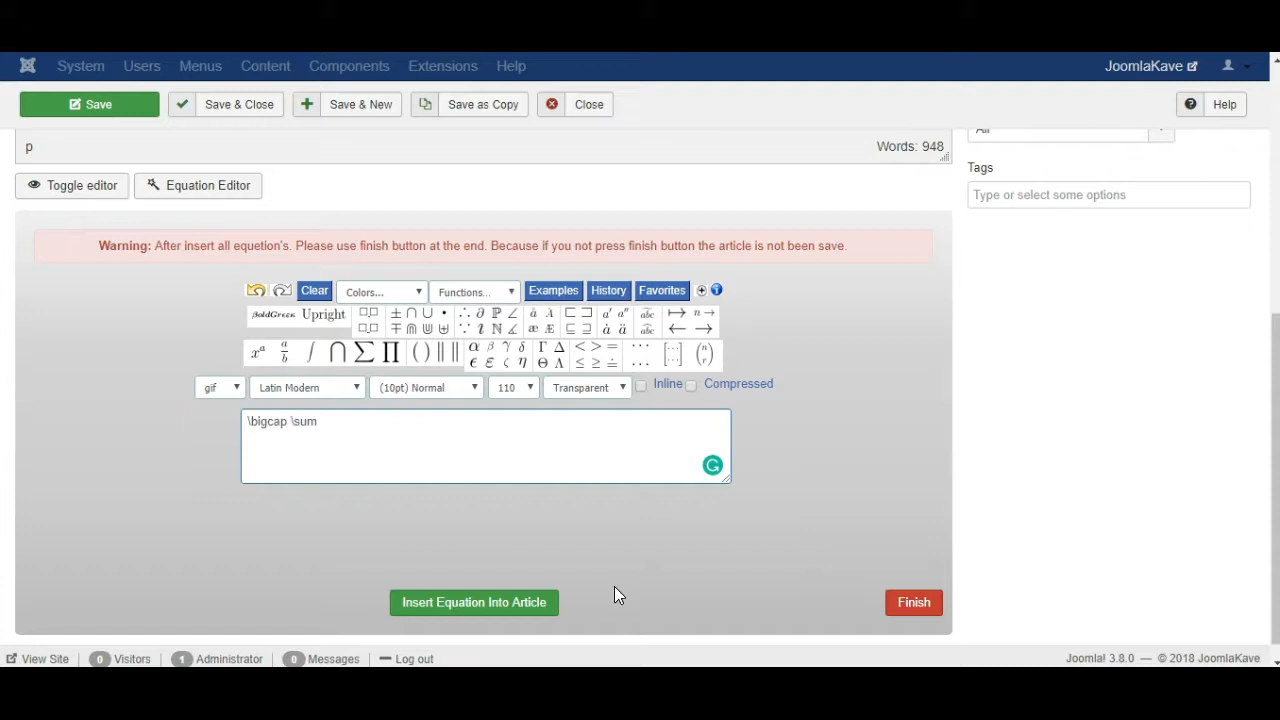 System Users Menus Content Components Extensions Help JoomlaKave
Save Save & Close Save & New Save as Copy Close Help
p Words: 948
All
Tags
Type or select some options
Toggle editor Equation Editor
Warning: After insert all equetion's. Please use finish button at the end. Because if you not press finish button the article is not been save.
Clear Colors... Functions... Examples History Favorites
BoldGreek Upright
gif Latin Modern (10pt) Normal 110 Transparent Inline Compressed
\bigcap \sum
Insert Equation Into Article Finish
View Site 0 Visitors 1 Administrator 0 Messages Log out Joomla! 3.8.0 — © 2018 JoomlaKave